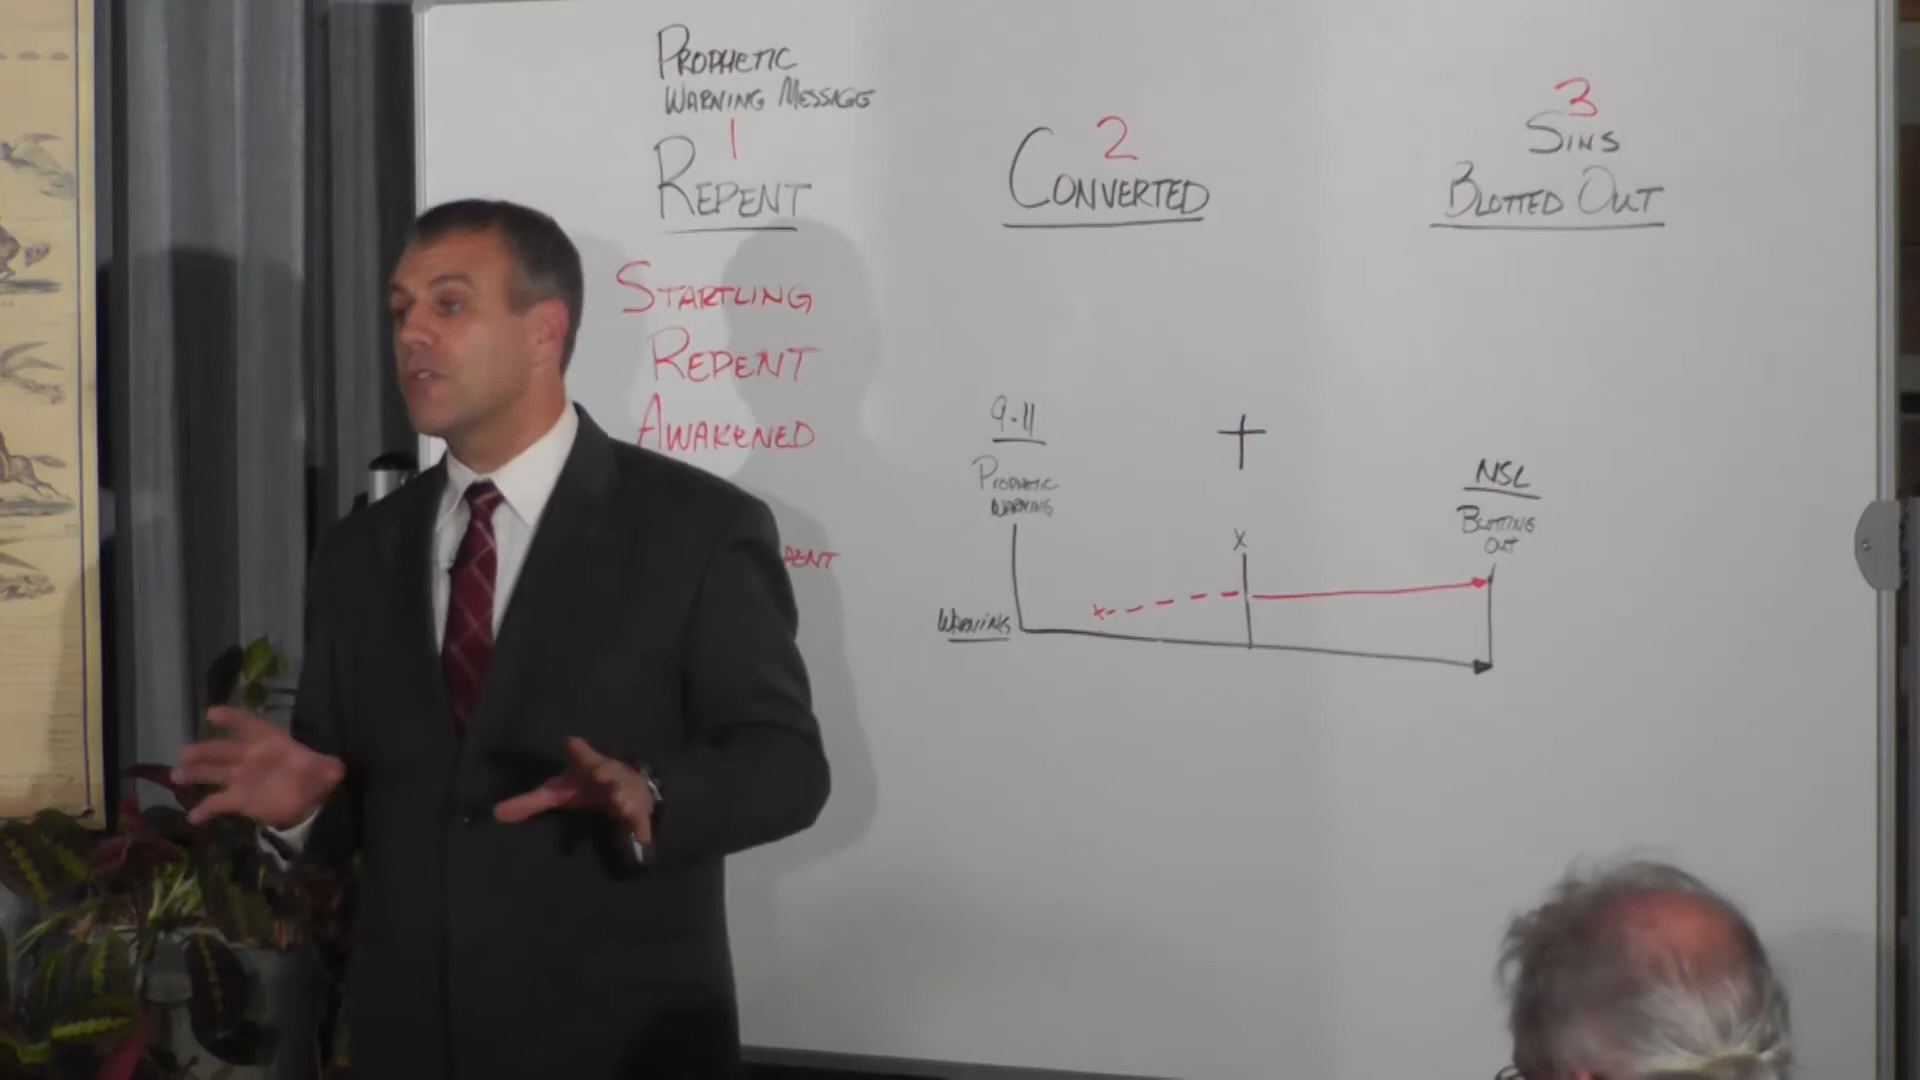 PROPHETIC
WARNING MESSAGE
1
REPENT
STARTLING
REPENT
AWAKENED
2
CONVERTED
3
SINS
BLOTTED OUT
9-11
PROPHETIC
WARNING
WARNING
X
NSL
BLOTTING
OUT